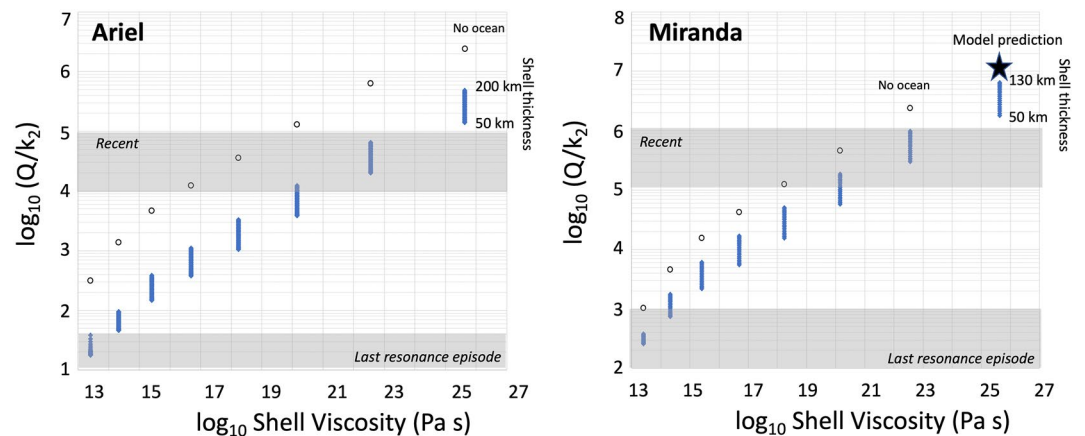 Ariel
7
6
5
4
3
2
1
log10 (Q/k2)
No ocean
200 km
50 km
Shell thickness
Recent
Last resonance episode
13 15 17 19 21 23 25 27
log10 Shell Viscosity (Pa s)
Miranda
8
7
6
5
4
3
2
log10 (Q/k2)
Model prediction
130 km
50 km
Shell thickness
No ocean
Recent
Last resonance episode
13 15 17 19 21 23 25 27
log10 Shell Viscosity (Pa s)